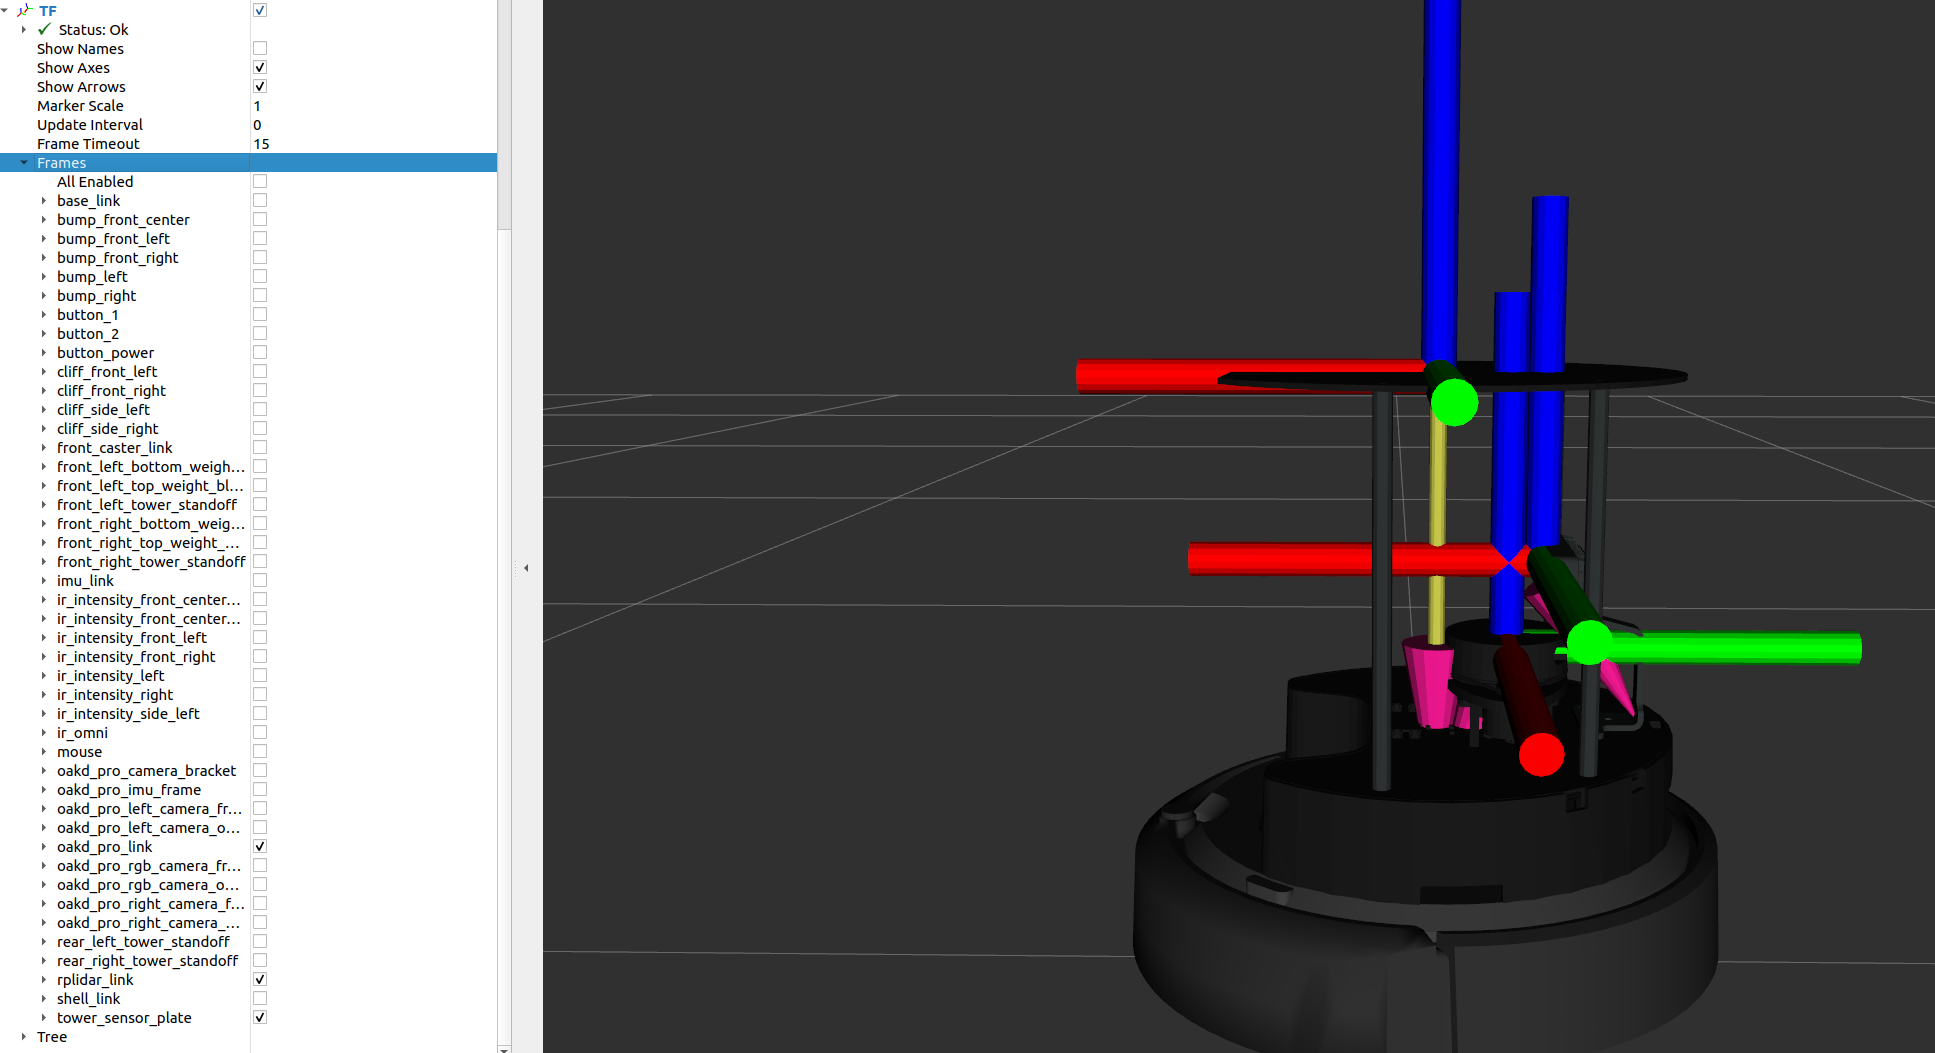 TF
Status: Ok
Show Names
Show Axes
Show Arrows
Marker Scale 1
Update Interval 0
Frame Timeout 15
Frames
All Enabled
base_link
bump_front_center
bump_front_left
bump_front_right
bump_left
bump_right
button_1
button_2
button_power
cliff_front_left
cliff_front_right
cliff_side_left
cliff_side_right
front_caster_link
front_left_bottom_weigh...
front_left_top_weight_bl...
front_left_tower_standoff
front_right_bottom_weig...
front_right_top_weight_...
front_right_tower_standoff
imu_link
ir_intensity_front_center...
ir_intensity_front_center...
ir_intensity_front_left
ir_intensity_front_right
ir_intensity_left
ir_intensity_right
ir_intensity_side_left
ir_omni
mouse
oakd_pro_camera_bracket
oakd_pro_imu_frame
oakd_pro_left_camera_fr...
oakd_pro_left_camera_o...
oakd_pro_link
oakd_pro_rgb_camera_fr...
oakd_pro_rgb_camera_o...
oakd_pro_right_camera_f...
oakd_pro_right_camera_...
rear_left_tower_standoff
rear_right_tower_standoff
rplidar_link
shell_link
tower_sensor_plate
Tree